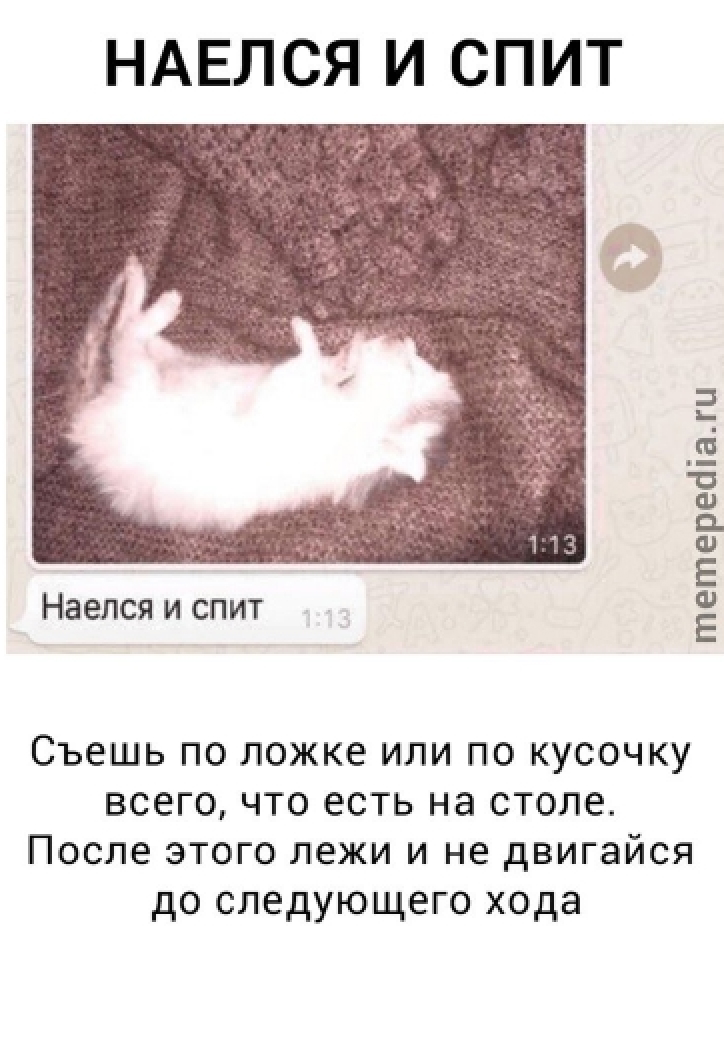 НАЕЛСЯ И СПИТ
1:13
Наелся и спит 1:13
memepedia.ru
Съешь по ложке или по кусочку
всего, что есть на столе.
После этого лежи и не двигайся
до следующего хода